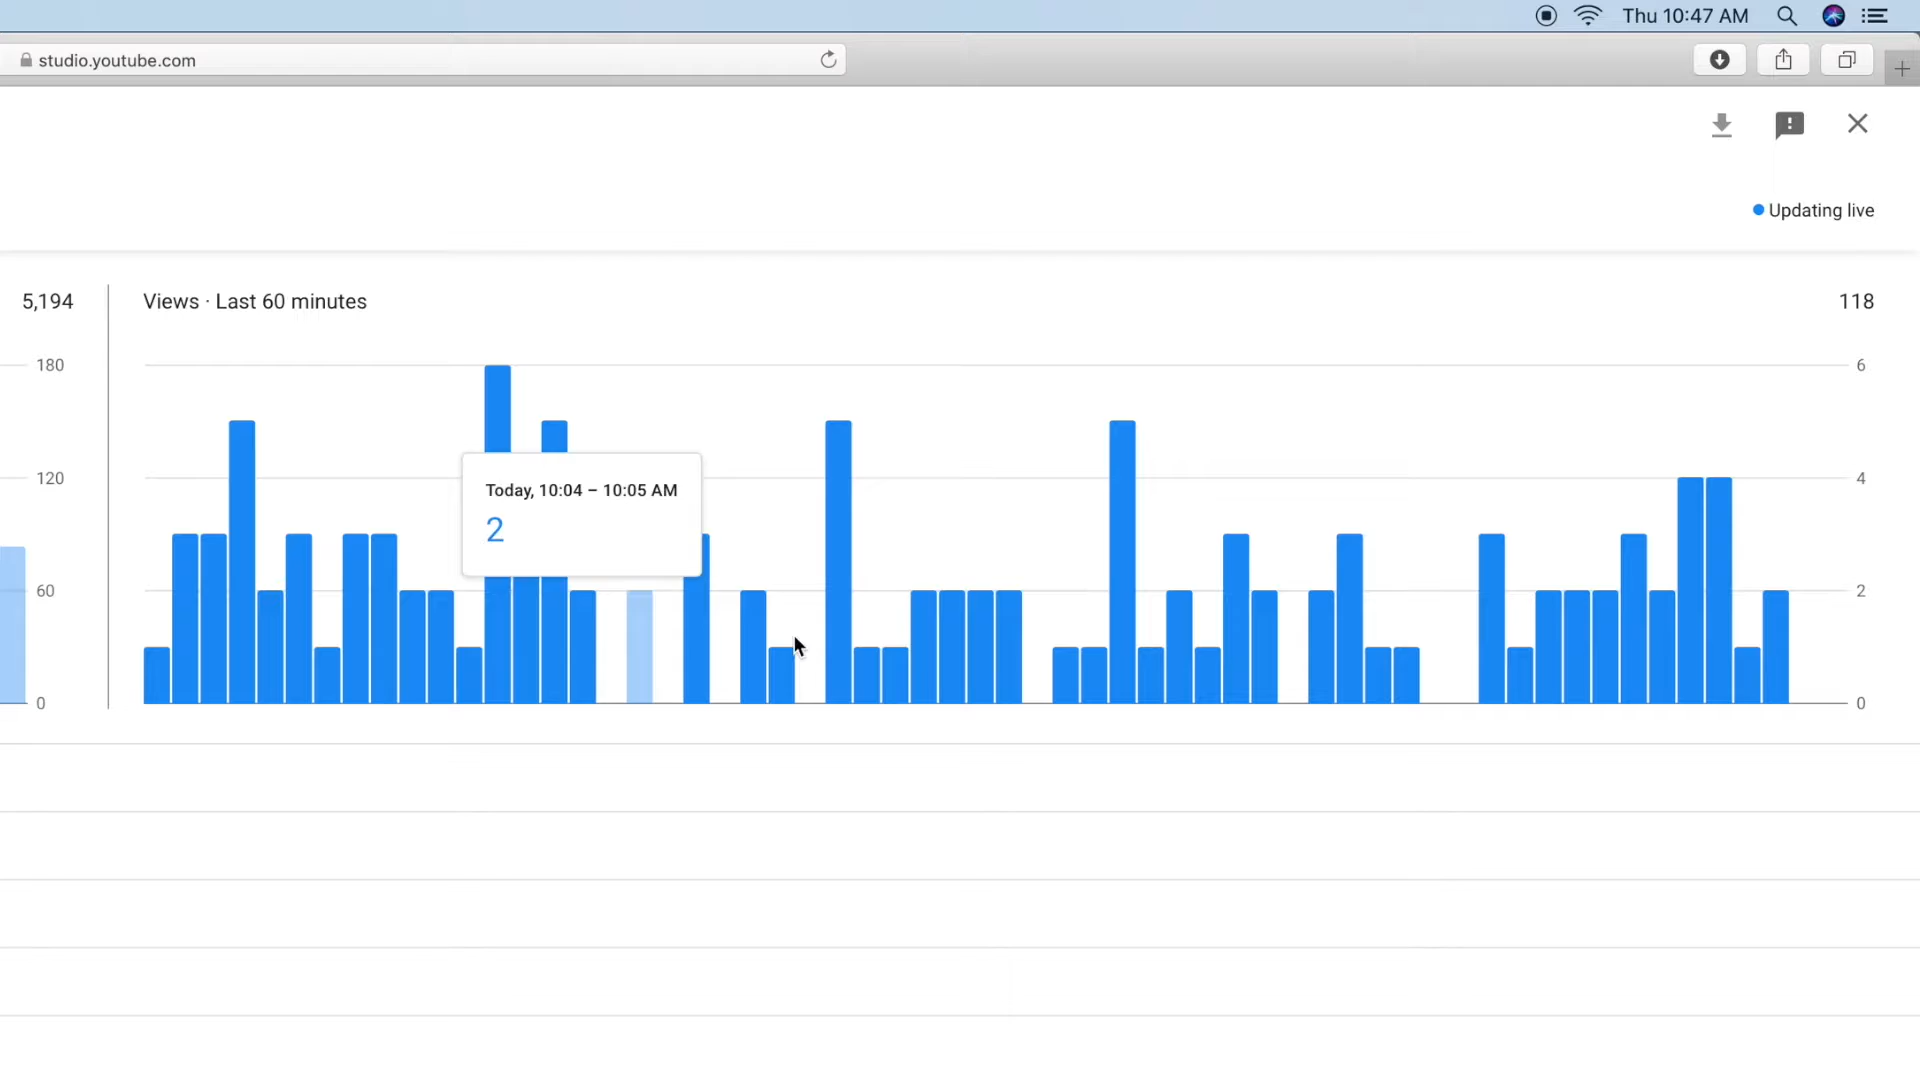 Thu 10:47 AM
studio.youtube.com
Updating live
5,194
Views · Last 60 minutes
118
180
6
120
4
Today, 10:04 – 10:05 AM
2
60
2
0
0